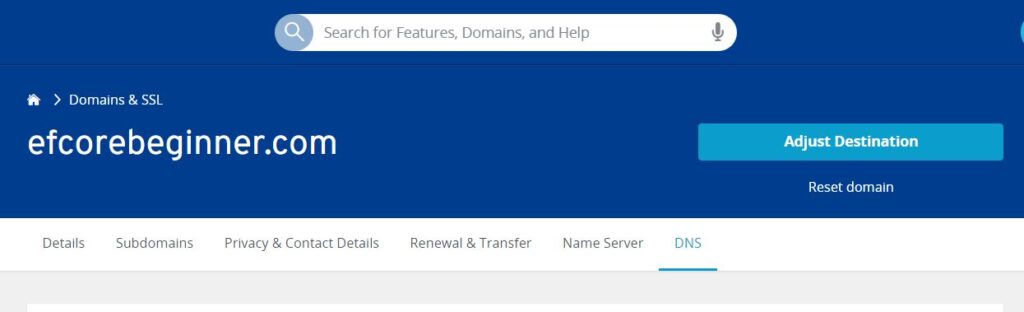 Search for Features, Domains, and Help
Domains & SSL
efcorebeginner.com
Adjust Destination
Reset domain
Details Subdomains Privacy & Contact Details Renewal & Transfer Name Server DNS